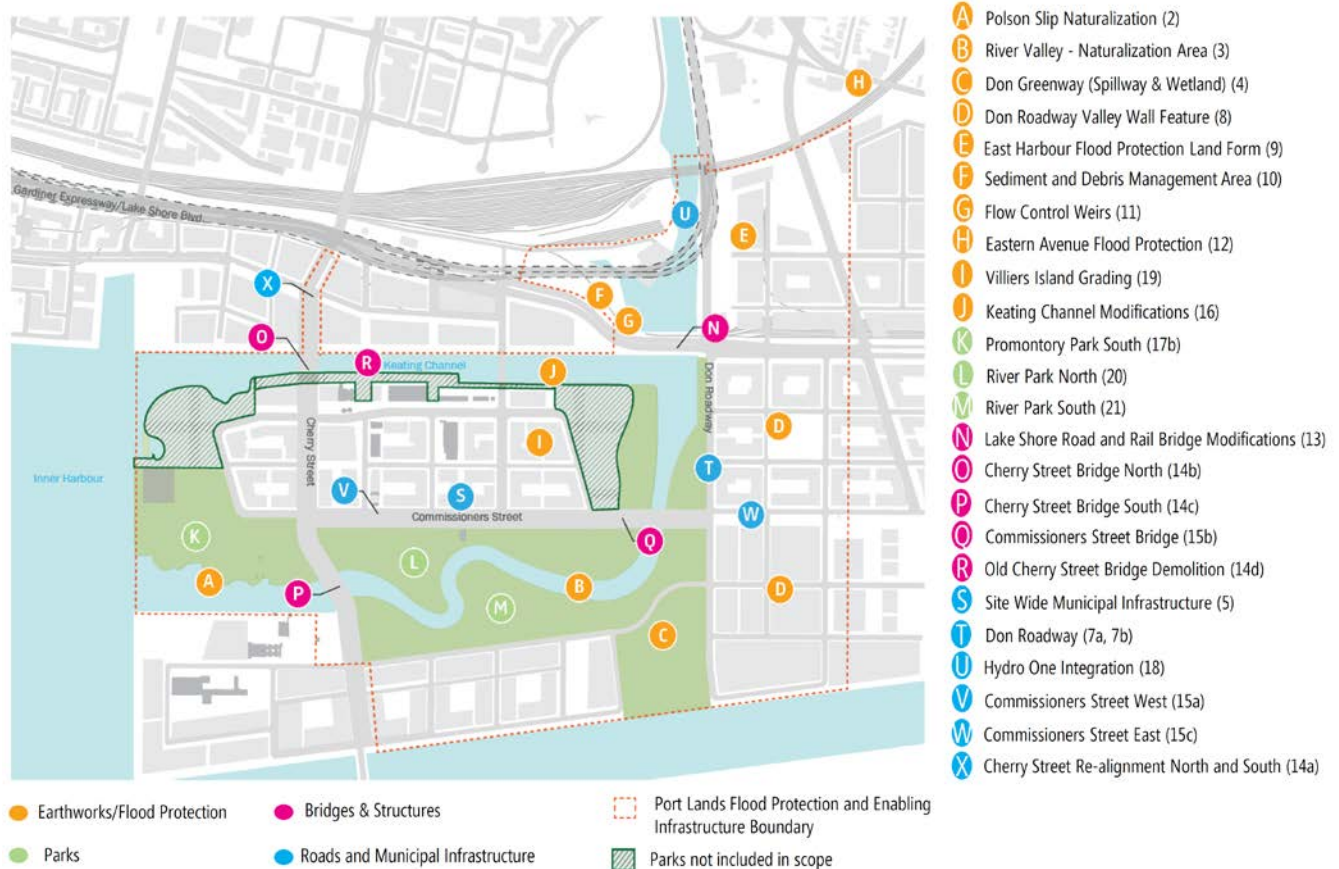 A Polson Slip Naturalization (2)
B River Valley - Naturalization Area (3)
C Don Greenway (Spillway & Wetland) (4)
D Don Roadway Valley Wall Feature (8)
E East Harbour Flood Protection Land Form (9)
F Sediment and Debris Management Area (10)
G Flow Control Weirs (11)
H Eastern Avenue Flood Protection (12)
I Villiers Island Grading (19)
J Keating Channel Modifications (16)
K Promontory Park South (17b)
L River Park North (20)
M River Park South (21)
N Lake Shore Road and Rail Bridge Modifications (13)
O Cherry Street Bridge North (14b)
P Cherry Street Bridge South (14c)
Q Commissioners Street Bridge (15b)
R Old Cherry Street Bridge Demolition (14d)
S Site Wide Municipal Infrastructure (5)
T Don Roadway (7a, 7b)
U Hydro One Integration (18)
V Commissioners Street West (15a)
W Commissioners Street East (15c)
X Cherry Street Re-alignment North and South (14a)
H
Gardiner Expressway/Lake Shore Blvd.
U
E
X
F
G
O
N
R
Keating Channel
J
Cherry Street
Don Roadway
D
I
Inner Harbour
T
V
S
W
Commissioners Street
K
Q
L
A
P
B
D
M
C
Earthworks/Flood Protection
Bridges & Structures
Port Lands Flood Protection and Enabling
Infrastructure Boundary
Parks
Roads and Municipal Infrastructure
Parks not included in scope